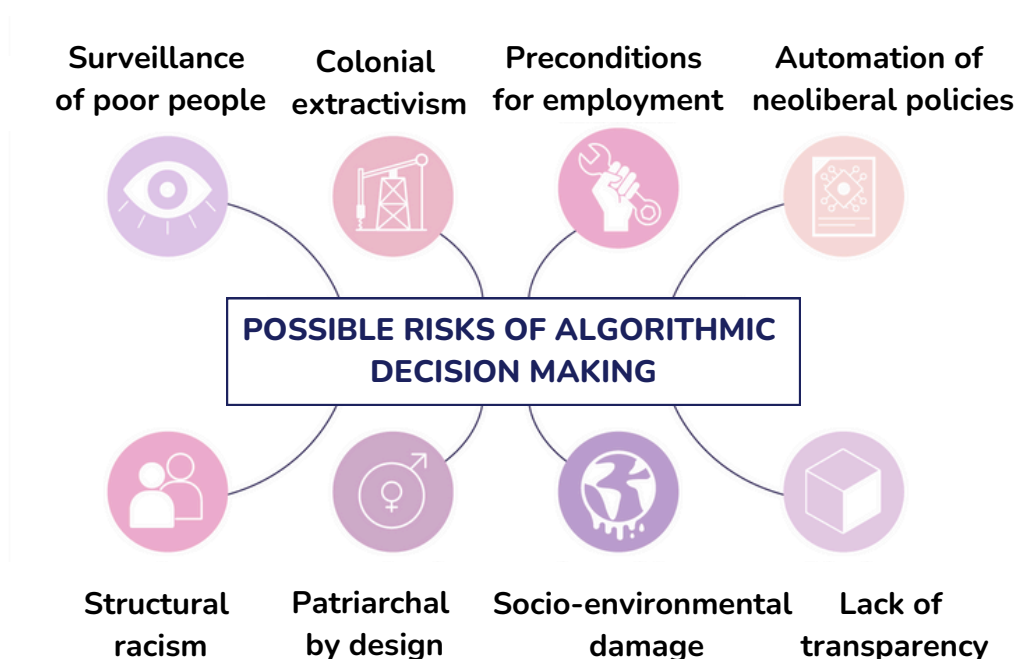 Surveillance
of poor people
Colonial
extractivism
Preconditions
for employment
Automation of
neoliberal policies
POSSIBLE RISKS OF ALGORITHMIC
DECISION MAKING
Structural
racism
Patriarchal
by design
Socio-environmental
damage
Lack of
transparency